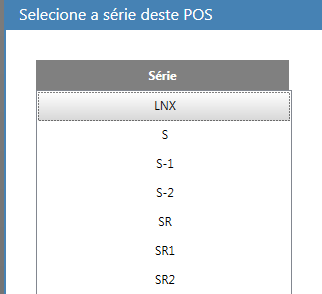 Selecione a série deste POS
Série
LNX
S
S-1
S-2
SR
SR1
SR2